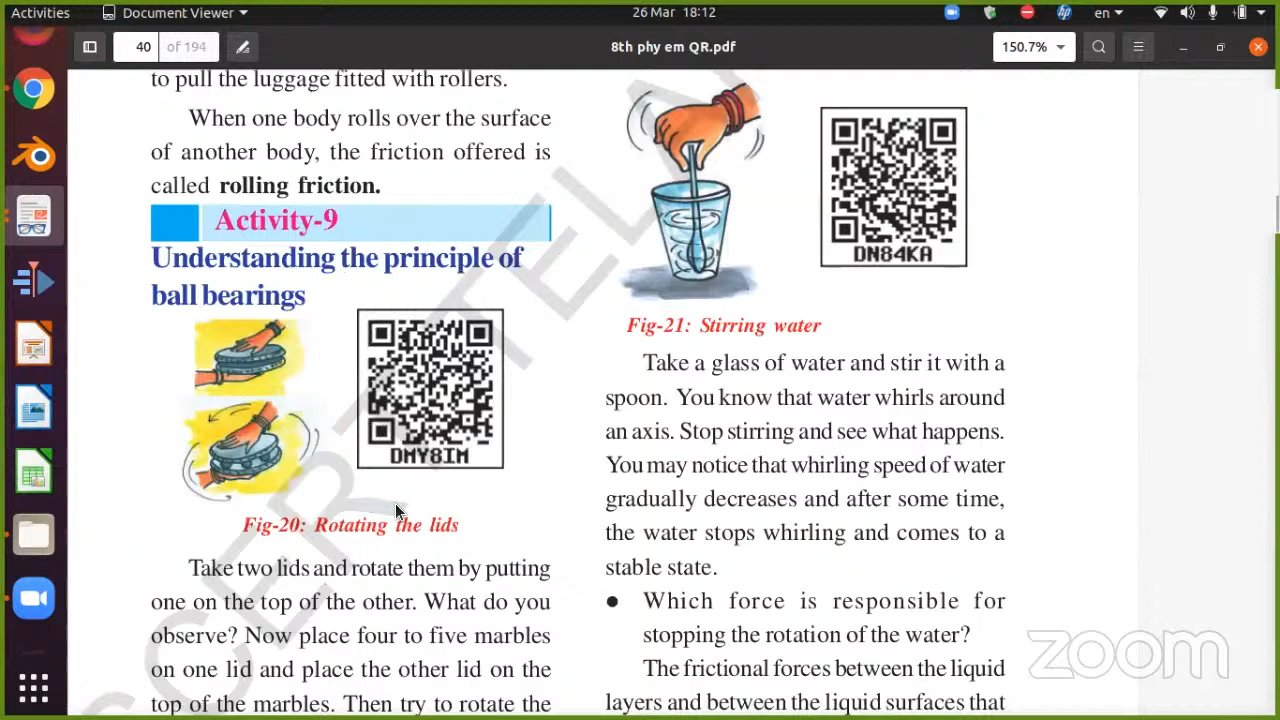 Activities
Document Viewer
26 Mar 18:12
en
40 of 194
8th phy em QR.pdf
150.7%
to pull the luggage fitted with rollers.
When one body rolls over the surface
of another body, the friction offered is
called rolling friction.
Activity-9
Understanding the principle of
ball bearings
DMY8IM
Fig-20: Rotating the lids
Take two lids and rotate them by putting
one on the top of the other. What do you
observe? Now place four to five marbles
on one lid and place the other lid on the
top of the marbles. Then try to rotate the
DN84KA
Fig-21: Stirring water
Take a glass of water and stir it with a
spoon. You know that water whirls around
an axis. Stop stirring and see what happens.
You may notice that whirling speed of water
gradually decreases and after some time,
the water stops whirling and comes to a
stable state.
● Which force is responsible for
stopping the rotation of the water?
The frictional forces between the liquid
layers and between the liquid surfaces that
SCERT TELA
zoom